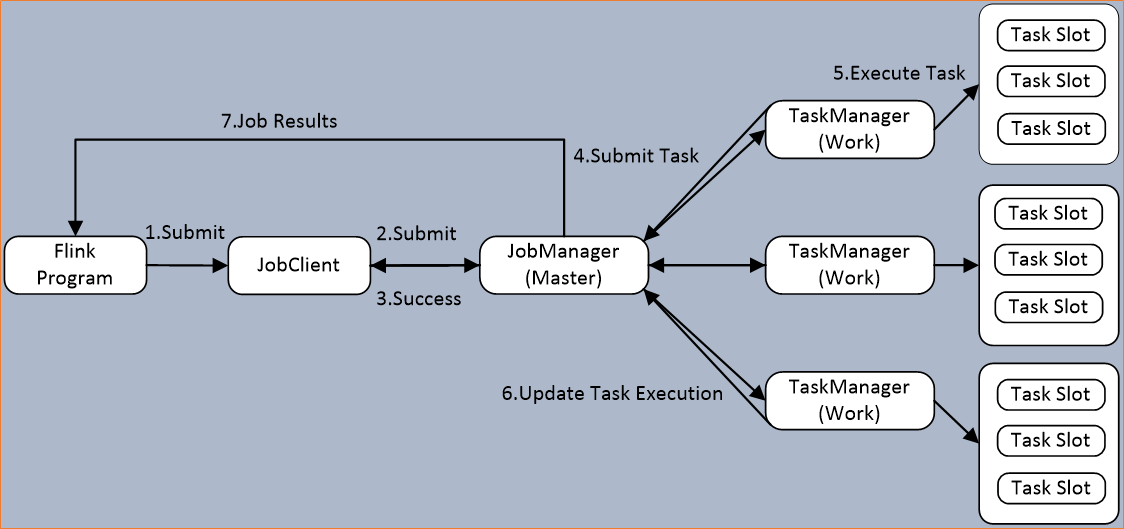 Task Slot
Task Slot
Task Slot
5.Execute Task
TaskManager
(Work)
7.Job Results
4.Submit Task
Flink
Program
1.Submit
JobClient
2.Submit
3.Success
JobManager
(Master)
TaskManager
(Work)
Task Slot
Task Slot
Task Slot
6.Update Task Execution
TaskManager
(Work)
Task Slot
Task Slot
Task Slot